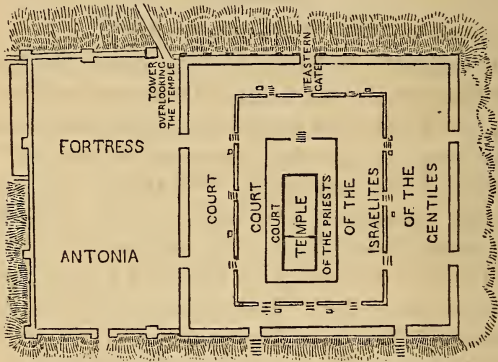 TOWER
OVERLOOKING
THE TEMPLE
EASTERN
GATE
FORTRESS
ANTONIA
COURT
OF THE
GENTILES
COURT
OF THE
ISRAELITES
COURT
OF THE PRIESTS
TEMPLE